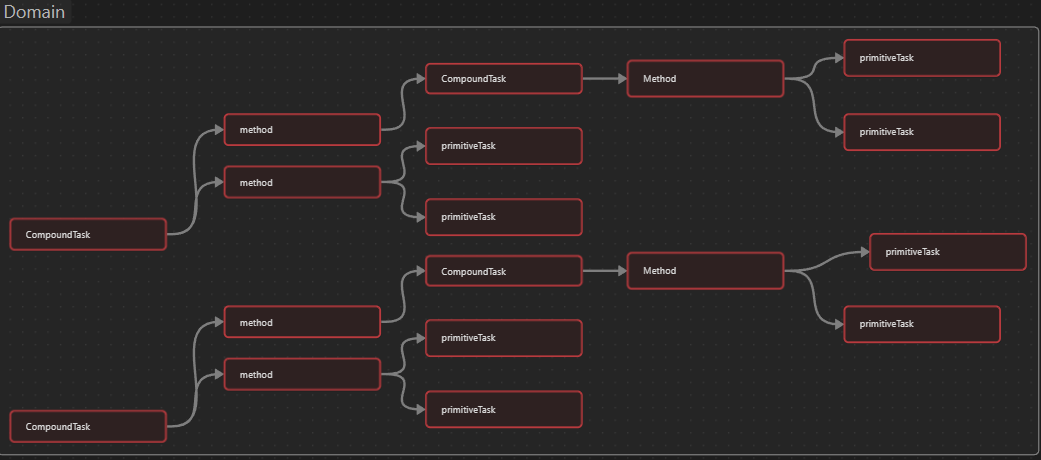 Domain
CompoundTask
method
method
CompoundTask
primitiveTask
primitiveTask
Method
primitiveTask
primitiveTask
CompoundTask
method
method
CompoundTask
primitiveTask
primitiveTask
Method
primitiveTask
primitiveTask